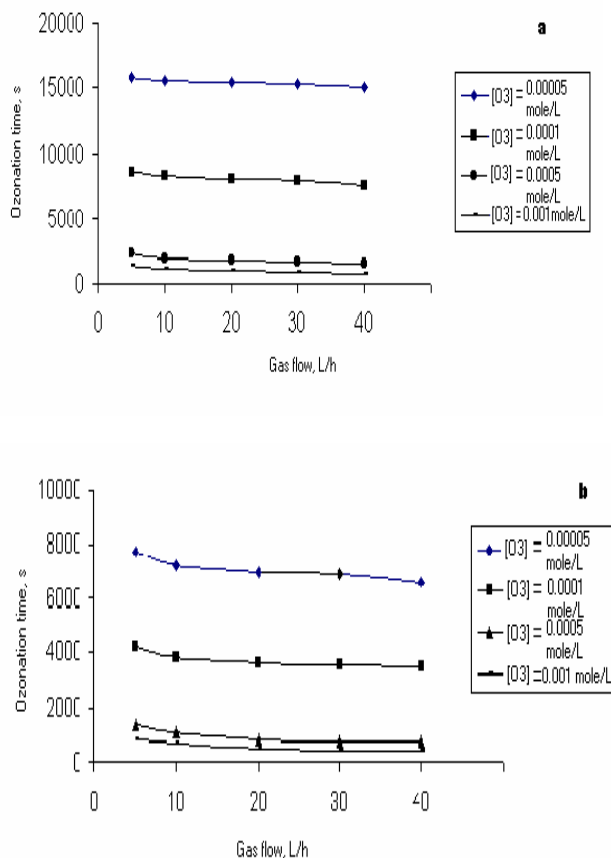 a
20000
15000
10000
5000
0
0 10 20 30 40
Ozonation time, s
Gas flow, L/h
[O3] = 0.00005
mole/L
[O3] = 0.0001
mole/L
[O3] = 0.0005
mole/L
[O3] = 0.001mole/L
b
10000
8000
6000
4000
2000
0
0 10 20 30 40
Ozonation time, s
Gas flow, L/h
[O3] = 0.00005
mole/L
[O3] = 0.0001
mole/L
[O3] = 0.0005
mole/L
[O3] = 0.001 mole/L